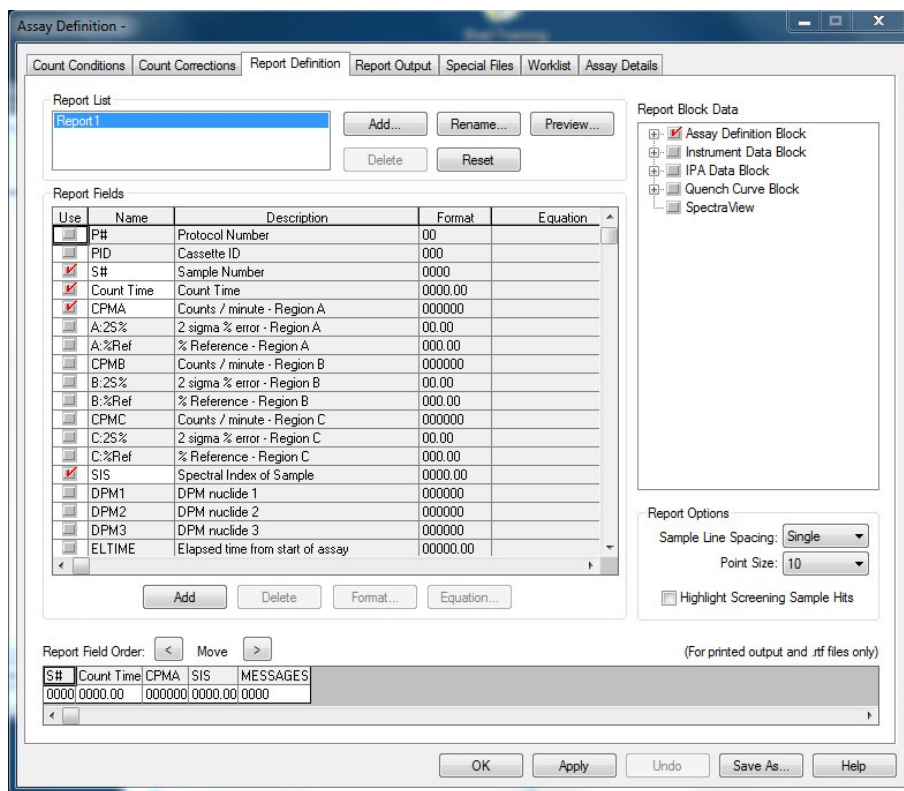 Assay Definition -
Count Conditions Count Corrections Report Definition Report Output Special Files Worklist Assay Details
Report List
Report1
Add... Rename... Preview...
Delete Reset
Report Block Data
Assay Definition Block
Instrument Data Block
IPA Data Block
Quench Curve Block
SpectraView
Report Fields
Use Name Description Format Equation
P# Protocol Number 00
PID Cassette ID 000
S# Sample Number 0000
Count Time Count Time 0000.00
CPMA Counts / minute - Region A 000000
A:2S% 2 sigma % error - Region A 00.00
A:%Ref % Reference - Region A 000.00
CPMB Counts / minute - Region B 000000
B:2S% 2 sigma % error - Region B 00.00
B:%Ref % Reference - Region B 000.00
CPMC Counts / minute - Region C 000000
C:2S% 2 sigma % error - Region C 00.00
C:%Ref % Reference - Region C 000.00
SIS Spectral Index of Sample 0000.00
DPM1 DPM nuclide 1 000000
DPM2 DPM nuclide 2 000000
DPM3 DPM nuclide 3 000000
ELTIME Elapsed time from start of assay 00000.00
Add Delete Format... Equation...
Report Options
Sample Line Spacing: Single
Point Size: 10
Highlight Screening Sample Hits
Report Field Order: < Move > (For printed output and .rtf files only)
S# Count Time CPMA SIS MESSAGES
0000 0000.00 000000 0000.00 0000
OK Apply Undo Save As... Help